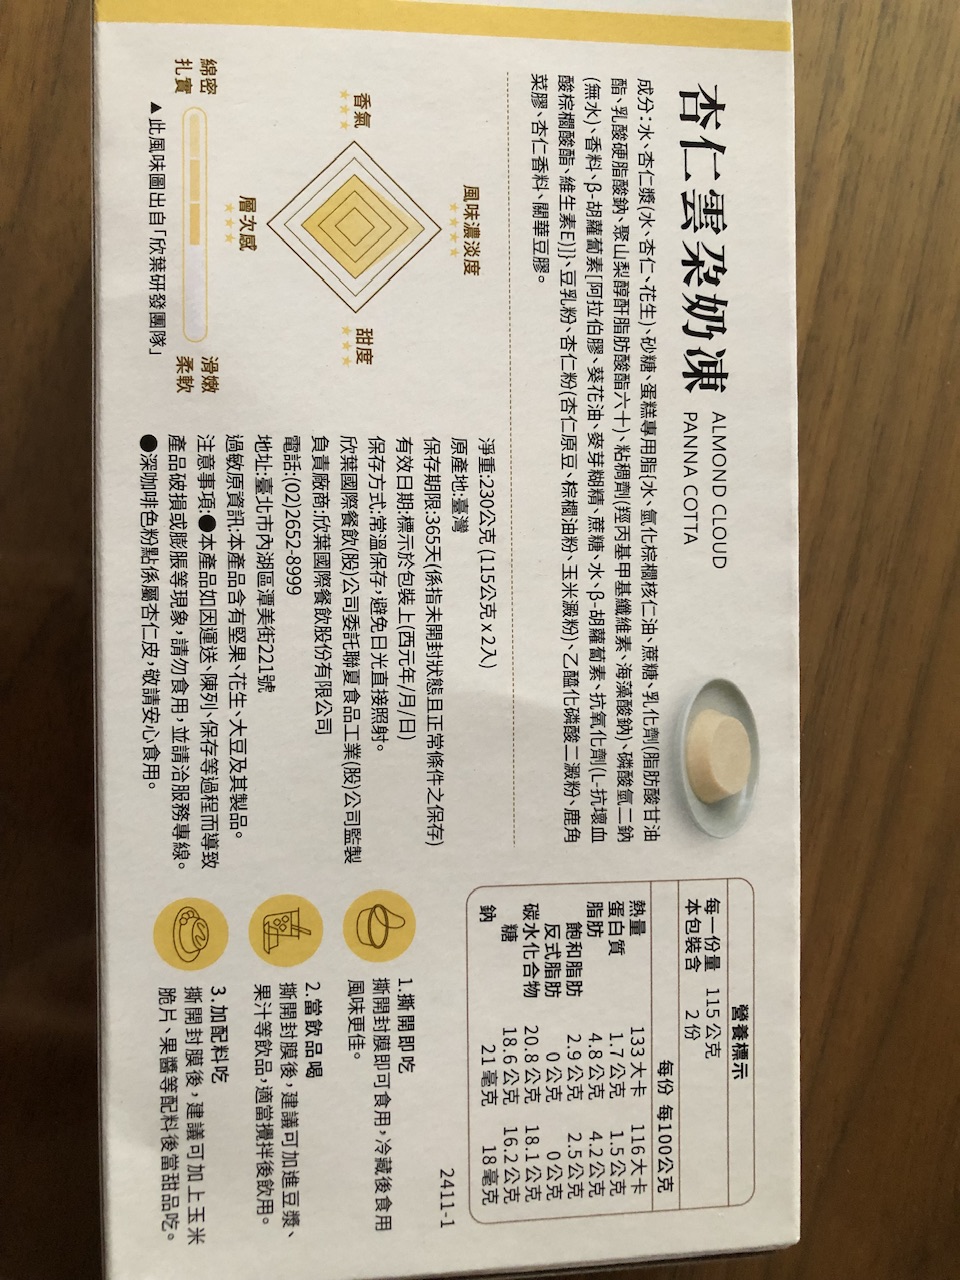 杏仁雲朵奶凍
ALMOND CLOUD
PANNA COTTA
成分:水、杏仁漿(水、杏仁、花生)、砂糖、蛋糕專用脂{水、氫化棕櫚核仁油、蔗糖、乳化劑(脂肪酸甘油
酯、乳酸硬脂酸鈉、聚山梨醇酐脂肪酸酯六十)、粘稠劑(羥丙基甲基纖維素、海藻酸鈉)、磷酸氫二鈉
(無水)、香料、β-胡蘿蔔素[阿拉伯膠、葵花油、麥芽糊精、蔗糖、水、β-胡蘿蔔素、抗氧化劑(L-抗壞血
酸棕櫚酸酯、維生素E)]}、豆乳粉、杏仁粉(杏仁原豆、棕櫚油粉、玉米澱粉)、乙醯化磷酸二澱粉、鹿角
菜膠、杏仁香料、關華豆膠。
風味濃淡度
★★★★
香氣
★★★
甜度
★★★
層次感
★★★
綿密
扎實
滑嫩
柔軟
▲此風味圖出自「欣葉研發團隊」
淨重:230公克 (115公克 x 2入)
原產地:臺灣
保存期限:365天(係指未開封狀態且正常條件之保存)
有效日期:標示於包裝上(西元年/月/日)
保存方式:常溫保存,避免日光直接照射。
欣葉國際餐飲(股)公司委託聯夏食品工業(股)公司監製
負責廠商:欣葉國際餐飲股份有限公司
電話:(02)2652-8999
地址:臺北市內湖區潭美街221號
過敏原資訊:本產品含有堅果、花生、大豆及其製品。
注意事項:●本產品如因運送、陳列、保存等過程而導致
產品破損或膨脹等現象,請勿食用,並請洽服務專線。
●深咖啡色粉點係屬杏仁皮,敬請安心食用。
營養標示
每一份量 115 公克
本包裝含 2 份
每份 每100公克
熱量 133 大卡 116 大卡
蛋白質 1.7 公克 1.5 公克
脂肪 4.8 公克 4.2 公克
飽和脂肪 2.9 公克 2.5 公克
反式脂肪 0 公克 0 公克
碳水化合物 20.8 公克 18.1 公克
糖 18.6 公克 16.2 公克
鈉 21 毫克 18 毫克
2411-1
1.撕開即吃
撕開封膜即可食用,冷藏後食用
風味更佳。
2.當飲品喝
撕開封膜後,建議可加進豆漿、
果汁等飲品,適當攪拌後飲用。
3.加配料吃
撕開封膜後,建議可加上玉米
脆片、果醬等配料後當甜品吃。